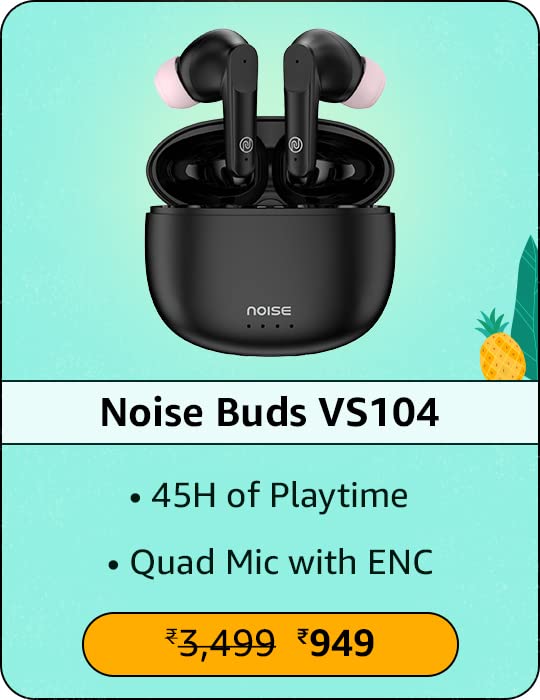 NOISE
Noise Buds VS104
• 45H of Playtime
• Quad Mic with ENC
₹3,499 ₹949